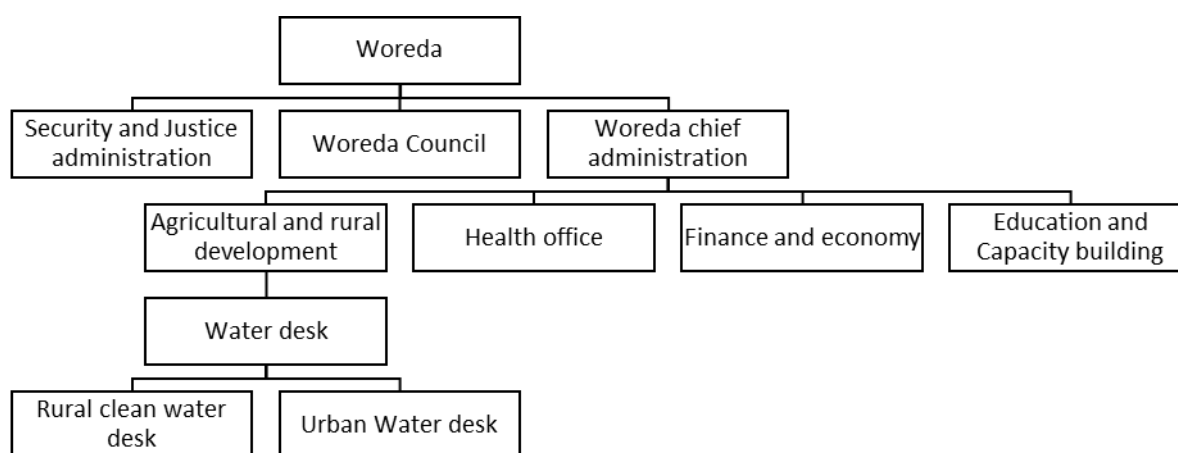 Woreda
Security and Justice
administration
Woreda Council
Woreda chief
administration
Agricultural and rural
development
Health office
Finance and economy
Education and
Capacity building
Water desk
Rural clean water
desk
Urban Water desk